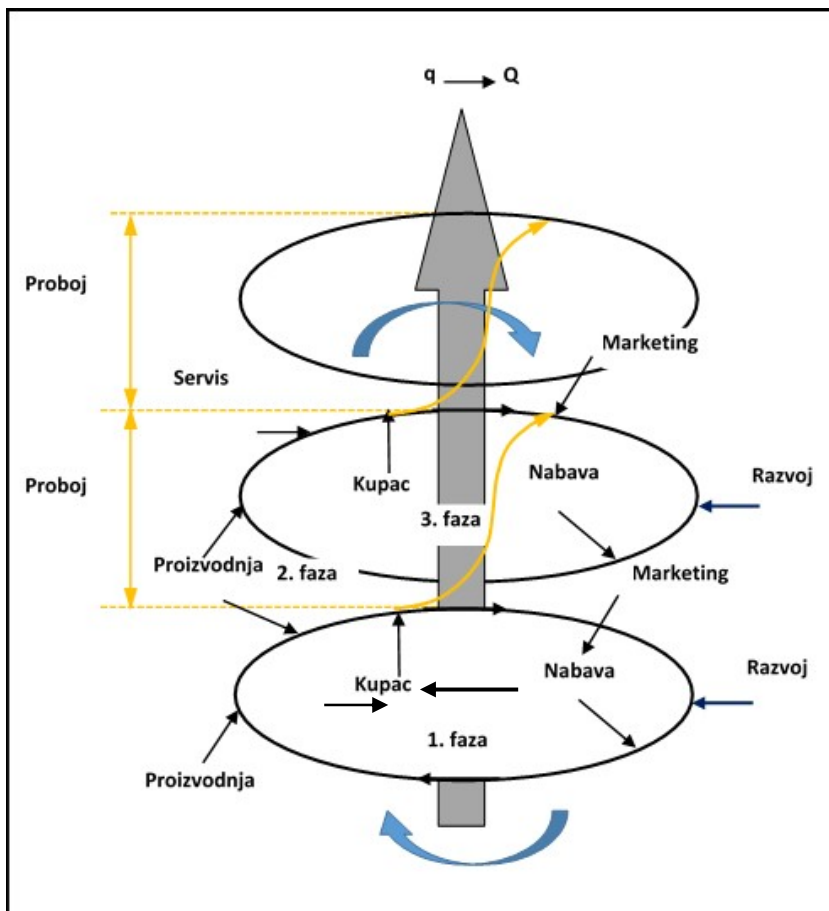 q Q
Proboj
Marketing
Servis
Kupac
Nabava
Razvoj
Proboj
3. faza
Proizvodnja
2. faza
Marketing
Kupac
Nabava
Razvoj
1. faza
Proizvodnja